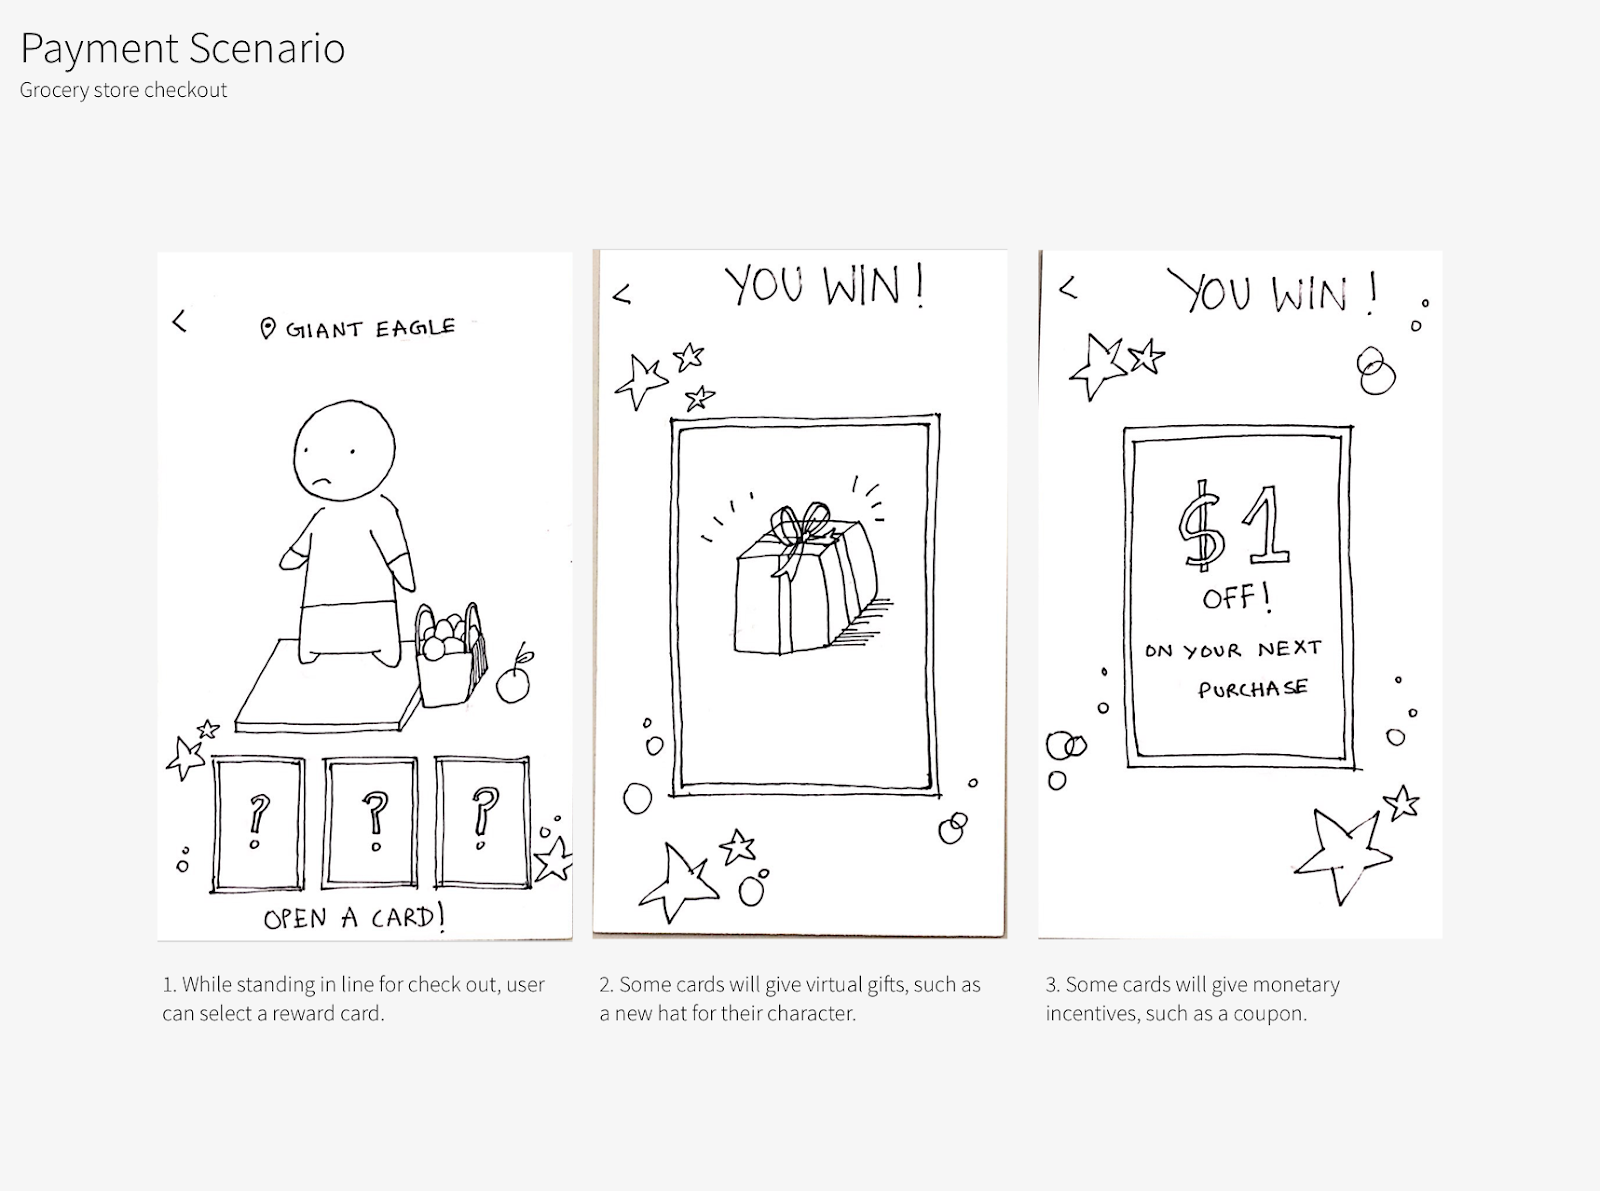 Payment Scenario
Grocery store checkout
<
GIANT EAGLE
? ? ?
OPEN A CARD!
1. While standing in line for check out, user
can select a reward card.
<
YOU WIN!
2. Some cards will give virtual gifts, such as
a new hat for their character.
<
YOU WIN!
$1
OFF!
ON YOUR NEXT
PURCHASE
3. Some cards will give monetary
incentives, such as a coupon.